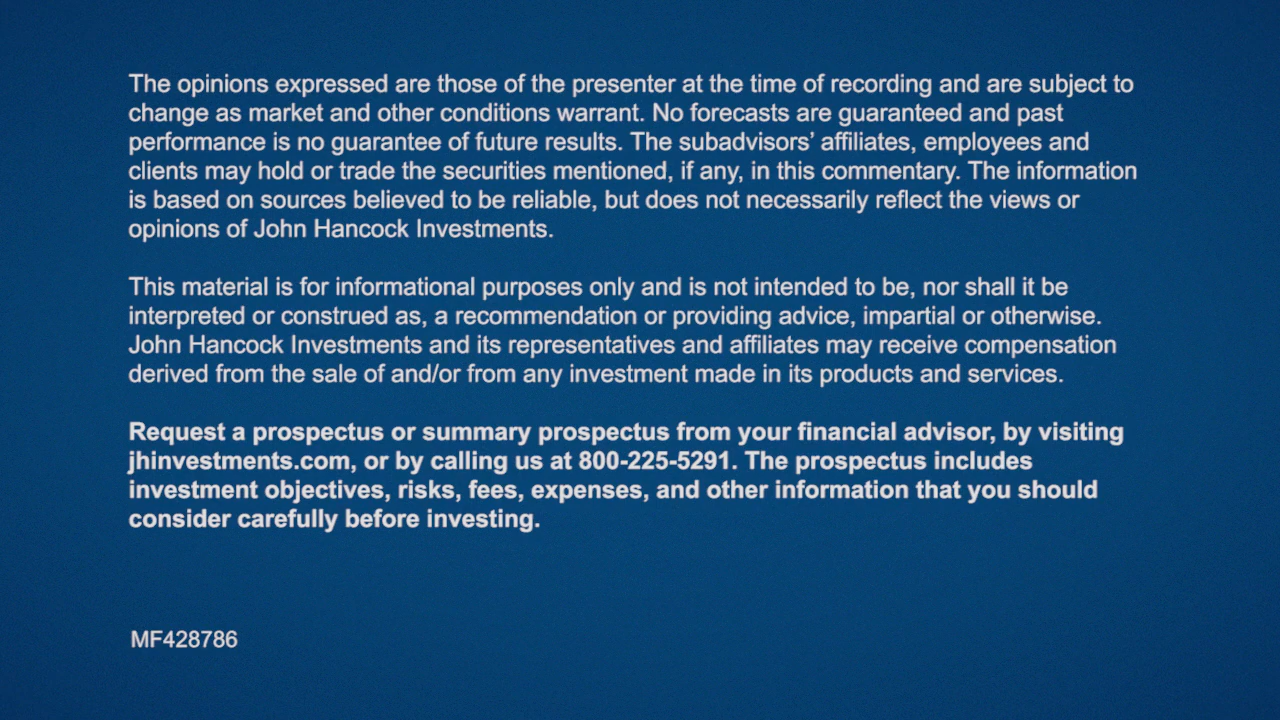 The opinions expressed are those of the presenter at the time of recording and are subject to
change as market and other conditions warrant. No forecasts are guaranteed and past
performance is no guarantee of future results. The subadvisors’ affiliates, employees and
clients may hold or trade the securities mentioned, if any, in this commentary. The information
is based on sources believed to be reliable, but does not necessarily reflect the views or
opinions of John Hancock Investments.
This material is for informational purposes only and is not intended to be, nor shall it be
interpreted or construed as, a recommendation or providing advice, impartial or otherwise.
John Hancock Investments and its representatives and affiliates may receive compensation
derived from the sale of and/or from any investment made in its products and services.
Request a prospectus or summary prospectus from your financial advisor, by visiting
jhinvestments.com, or by calling us at 800-225-5291. The prospectus includes
investment objectives, risks, fees, expenses, and other information that you should
consider carefully before investing.
MF428786